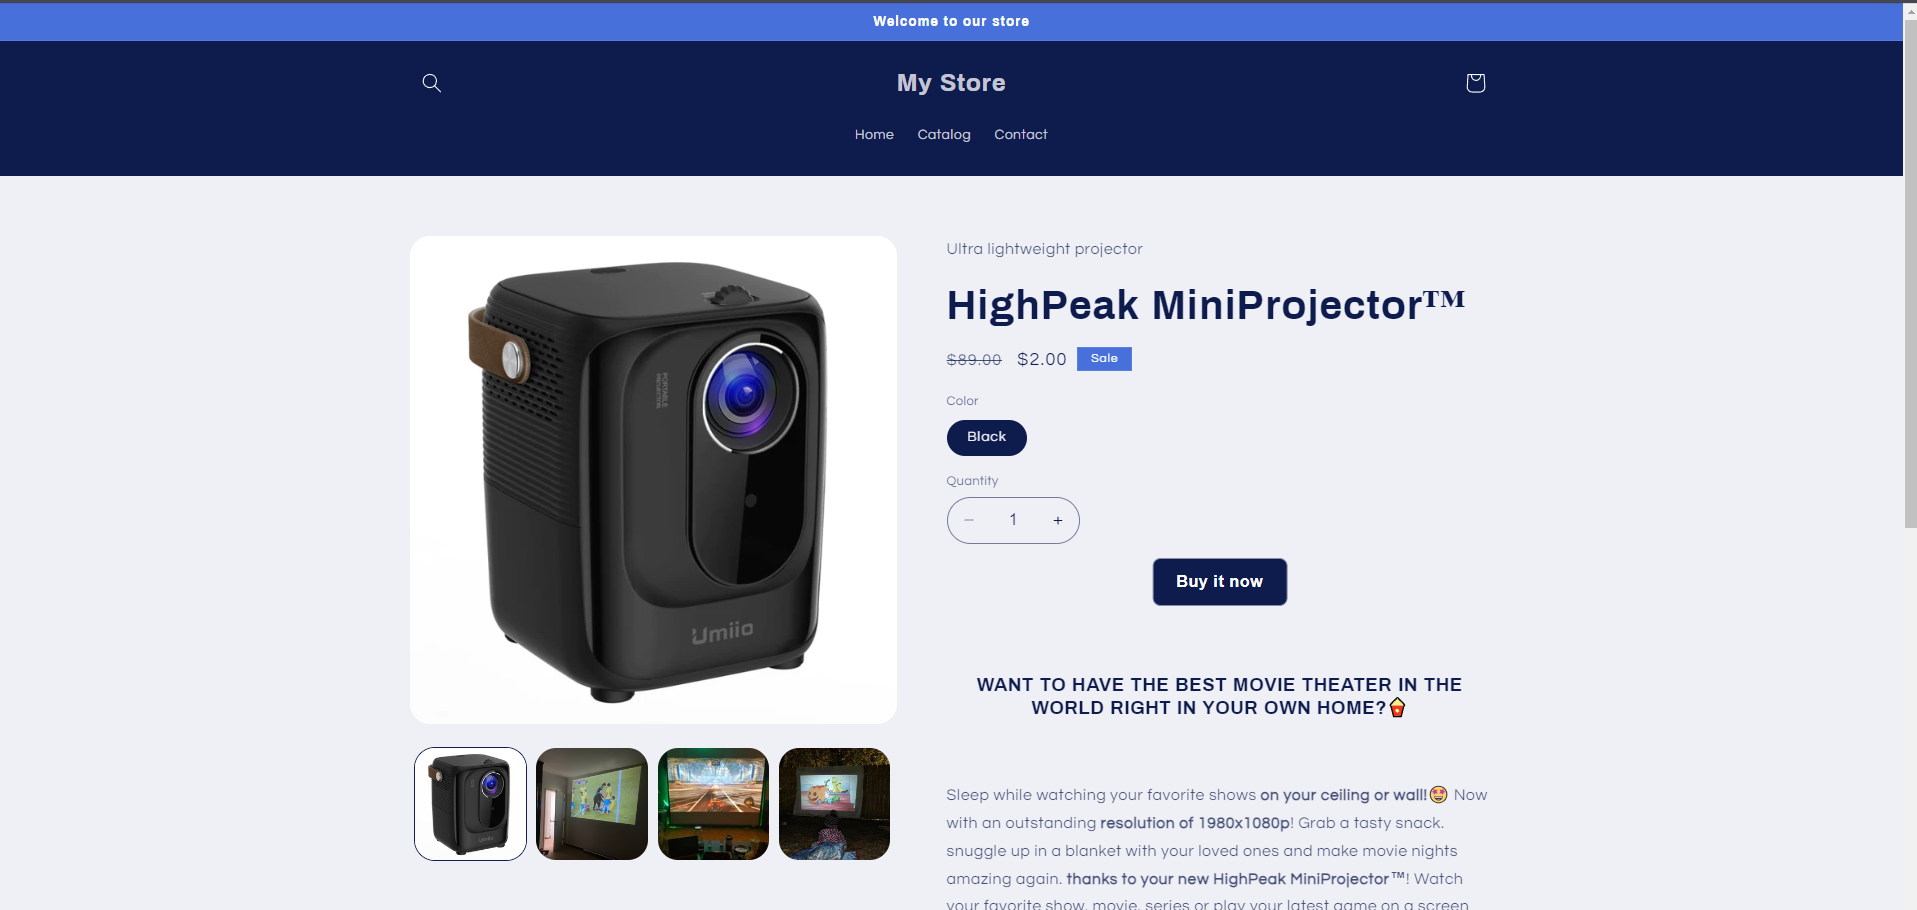 Welcome to our store
My Store
Home Catalog Contact
Ultra lightweight projector
HighPeak MiniProjector™
$89.00 $2.00 Sale
Color
Black
Quantity
− 1 +
Buy it now
PORTABLE
PROJECTOR
Umiio
WANT TO HAVE THE BEST MOVIE THEATER IN THE
WORLD RIGHT IN YOUR OWN HOME?🍿
Sleep while watching your favorite shows on your ceiling or wall!🤩 Now
with an outstanding resolution of 1980x1080p! Grab a tasty snack.
snuggle up in a blanket with your loved ones and make movie nights
amazing again. thanks to your new HighPeak MiniProjector™! Watch
your favorite show, movie, series or play your latest game on a screen
Umiio